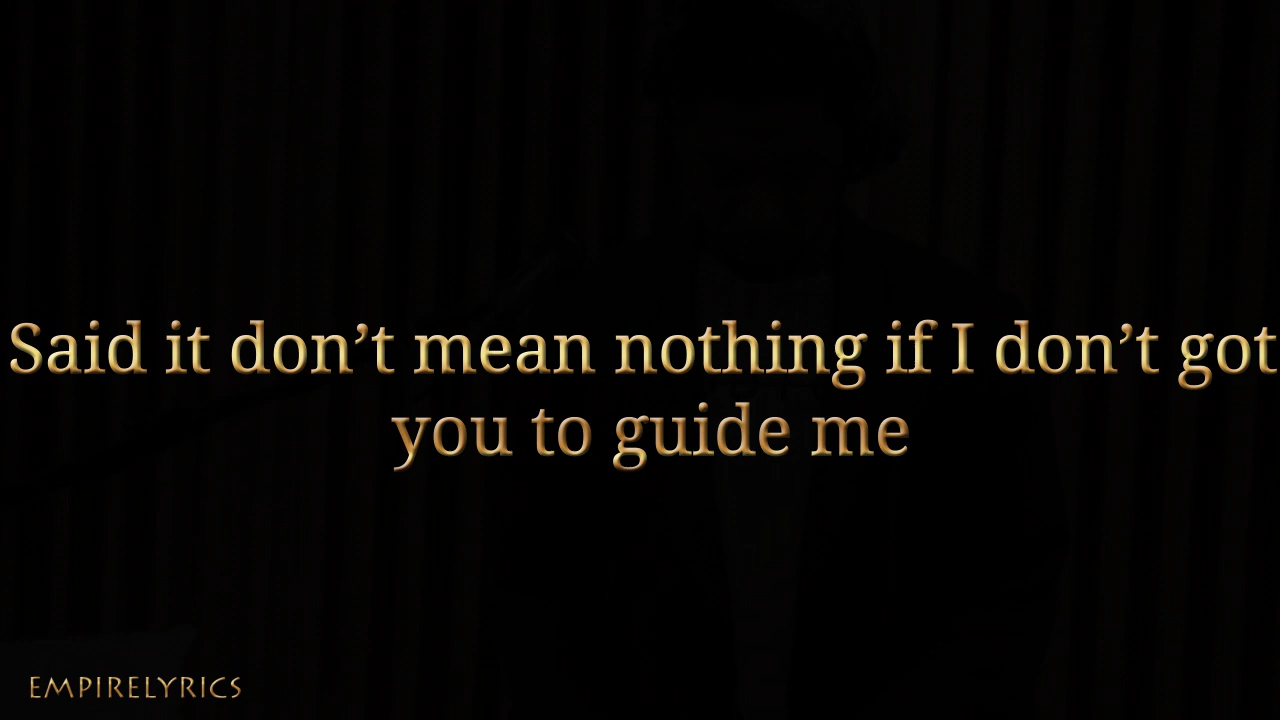 Said it don’t mean nothing if I don’t got
you to guide me
EMPIRELYRICS